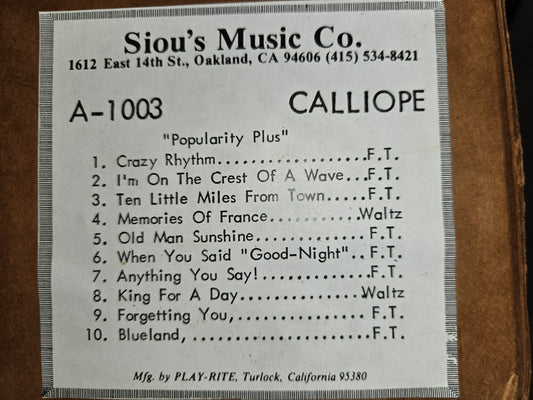 Siou's Music Co.
1612 East 14th St., Oakland, CA 94606 (415) 534-8421
A-1003 CALLIOPE
"Popularity Plus"
1. Crazy Rhythm..................F.T.
2. I'm On The Crest Of A Wave...F.T.
3. Ten Little Miles From Town.....F.T.
4. Memories Of France...........Waltz
5. Old Man Sunshine..............F.T.
6. When You Said "Good-Night"..F.T.
7. Anything You Say!.............F.T.
8. King For A Day...............Waltz
9. Forgetting You,................F.T.
10. Blueland, ......................F.T.
Mfg. by PLAY-RITE, Turlock, California 95380